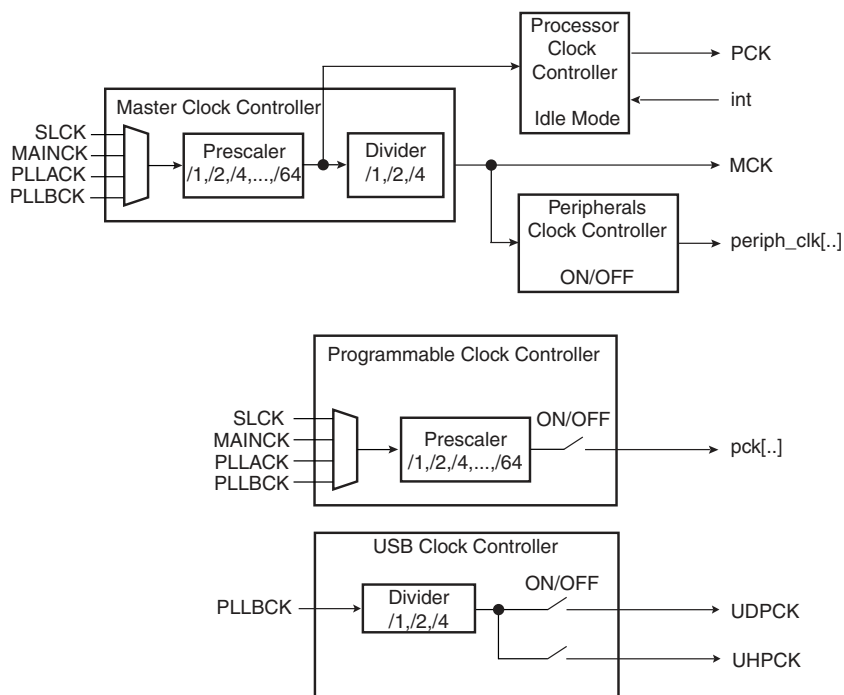 Processor
Clock
Controller
Idle Mode
PCK
int
Master Clock Controller
SLCK
MAINCK
PLLACK
PLLBCK
Prescaler
/1,/2,/4,...,/64
Divider
/1,/2,/4
MCK
Peripherals
Clock Controller
ON/OFF
periph_clk[..]
Programmable Clock Controller
SLCK
MAINCK
PLLACK
PLLBCK
Prescaler
/1,/2,/4,...,/64
ON/OFF
pck[..]
USB Clock Controller
PLLBCK
Divider
/1,/2,/4
ON/OFF
UDPCK
UHPCK